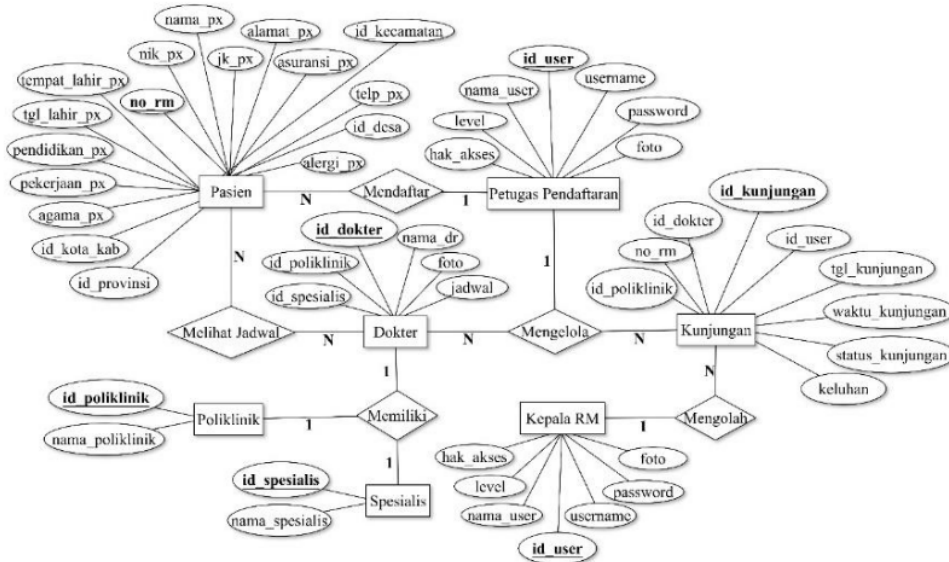 nama_px
alamat_px
id_kecamatan
nik_px
jk_px
asuransi_px
tempat_lahir_px
no_rm
telp_px
tgl_lahir_px
id_desa
pendidikan_px
alergi_px
pekerjaan_px
Pasien
N
Mendaftar
1
Petugas Pendaftaran
agama_px
id_kota_kab
id_provinsi
id_user
nama_user
username
level
password
hak_akses
foto
N
id_dokter
nama_dr
id_poliklinik
foto
id_spesialis
jadwal
1
id_kunjungan
id_dokter
no_rm
id_user
id_poliklinik
tgl_kunjungan
waktu_kunjungan
status_kunjungan
keluhan
Melihat Jadwal
N
Dokter
N
Mengelola
N
Kunjungan
1
N
id_poliklinik
nama_poliklinik
Poliklinik
1
Memiliki
1
Kepala RM
1
Mengolah
id_spesialis
nama_spesialis
Spesialis
hak_akses
foto
level
password
nama_user
username
id_user